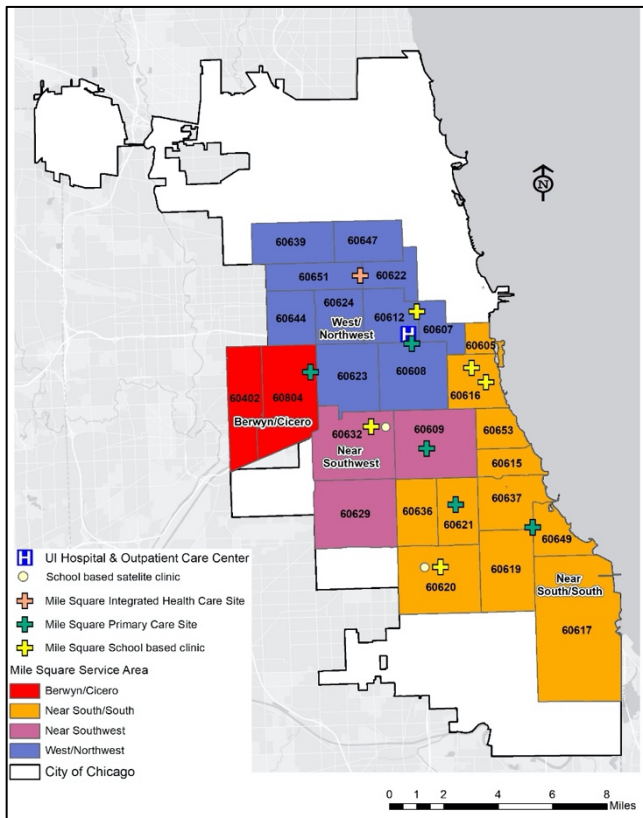 N
60639
60647
60651
60622
60624
60644
60612
West/
Northwest
H
60607
60605
60402
60804
60623
60608
60616
Berwyn/Cicero
60632
60609
60653
Near
Southwest
60615
60637
60629
60636
60621
60649
60620
60619
Near
South/South
60617
H UI Hospital & Outpatient Care Center
School based satelite clinic
Mile Square Integrated Health Care Site
Mile Square Primary Care Site
Mile Square School based clinic
Mile Square Service Area
Berwyn/Cicero
Near South/South
Near Southwest
West/Northwest
City of Chicago
0 1 2 4 6 8
Miles